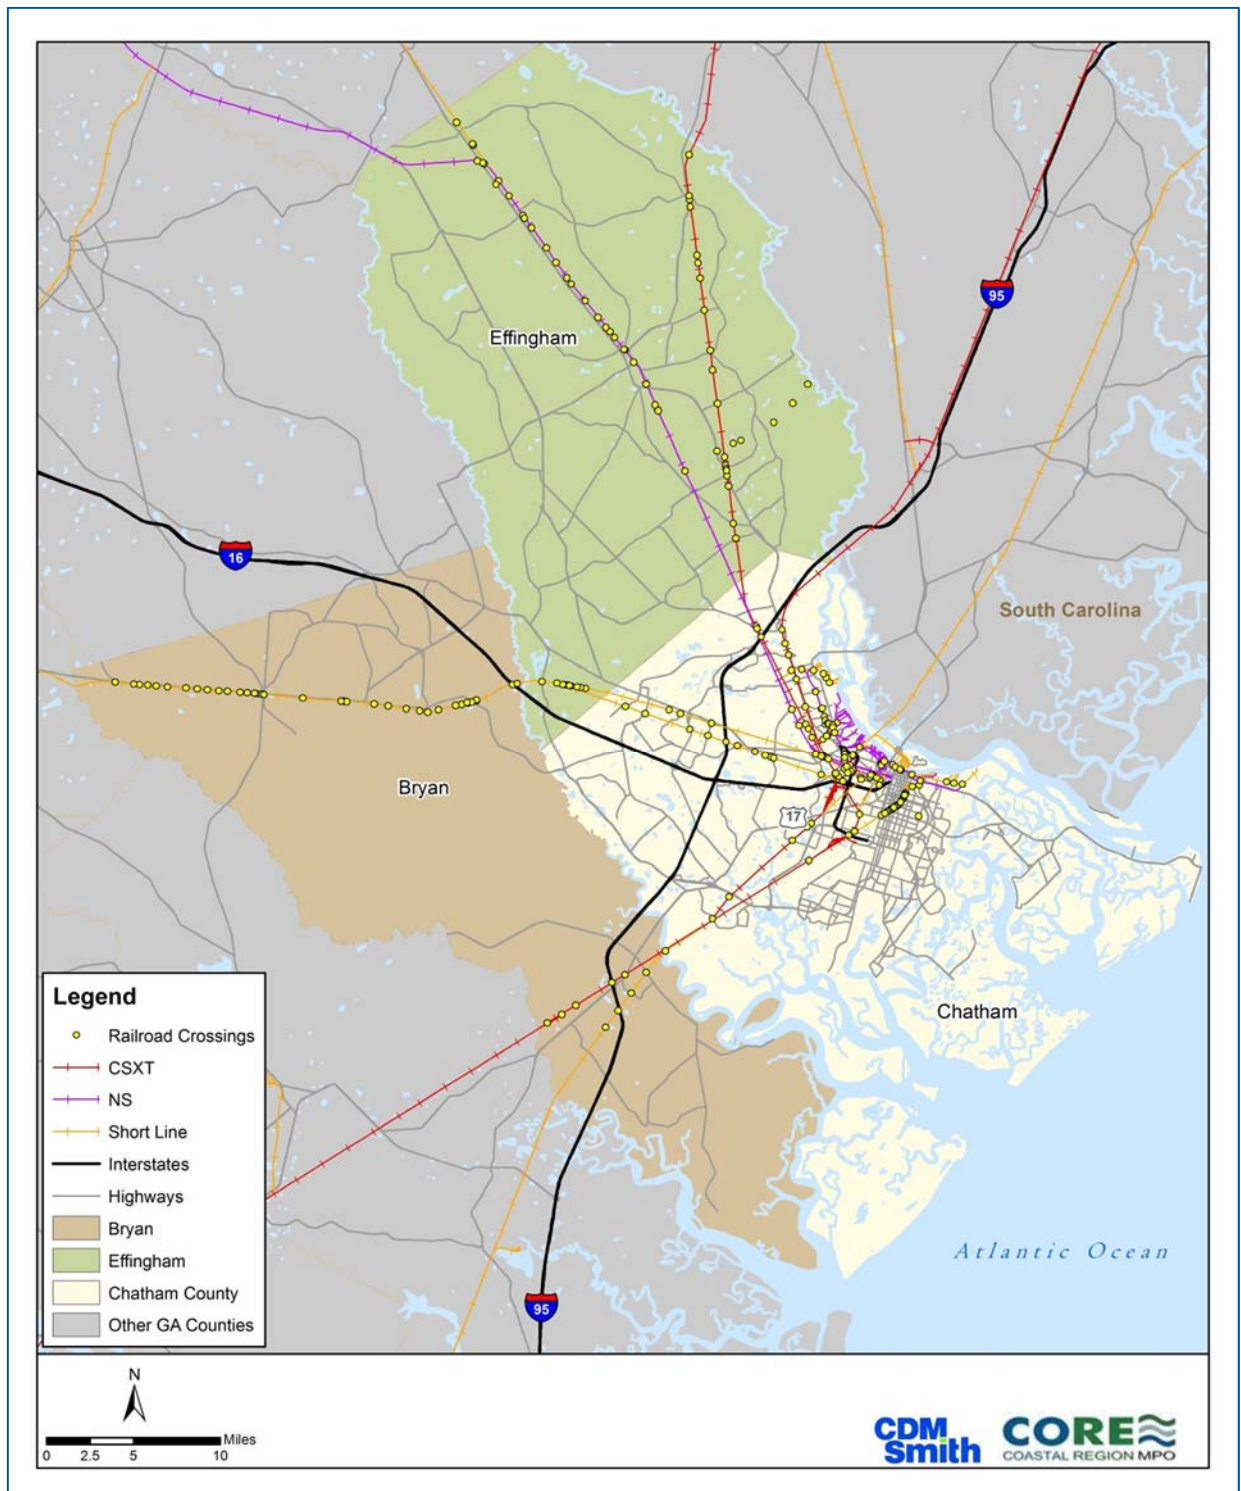 95
Effingham
16
South Carolina
17
Bryan
Chatham
Legend
Railroad Crossings
CSXT
NS
Short Line
Interstates
Highways
Bryan
Effingham
Chatham County
Other GA Counties
Atlantic Ocean
95
N
Miles
0 2.5 5 10
CDM
Smith
CORE
COASTAL REGION MPO